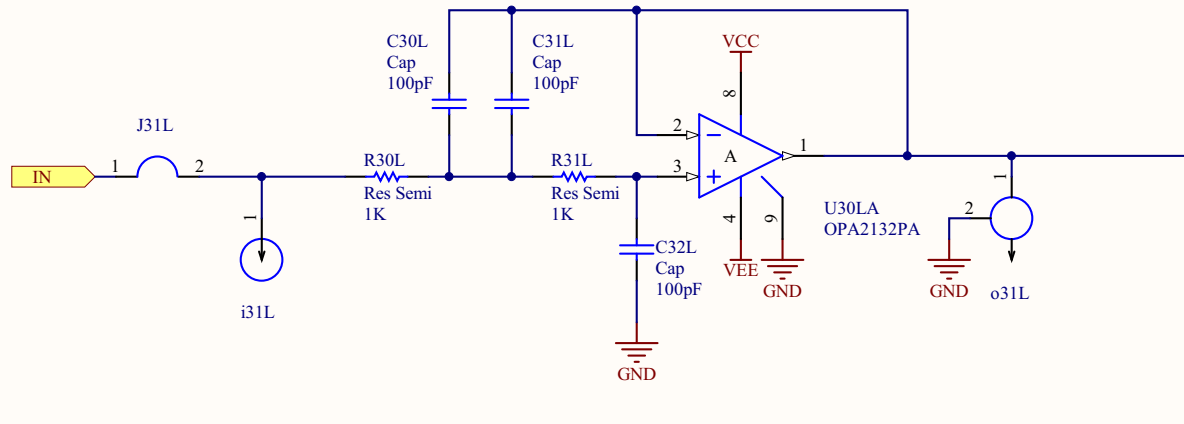 C30L
Cap
100pF
C31L
Cap
100pF
VCC
8
J31L
1
2
IN
R30L
Res Semi
1K
R31L
Res Semi
1K
2
3
A
1
1
4
9
U30LA
OPA2132PA
VEE
GND
C32L
Cap
100pF
GND
1
2
GND
o31L
i31L